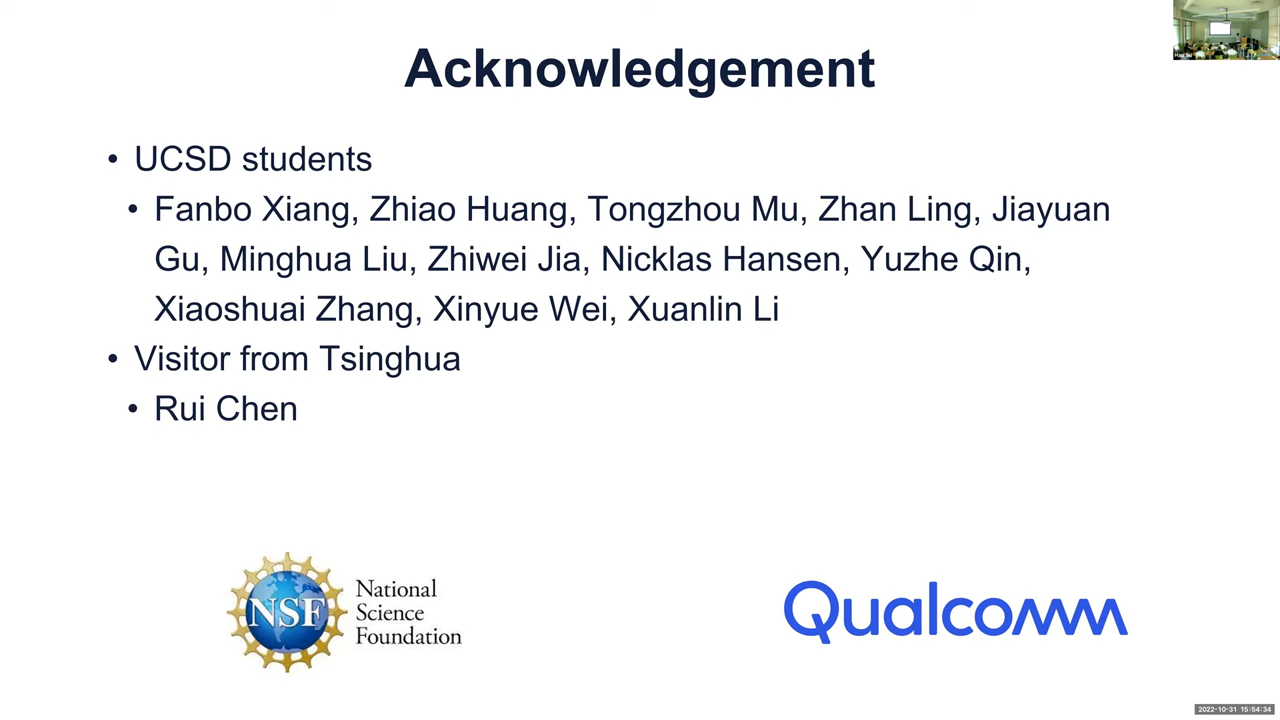 Acknowledgement
• UCSD students
• Fanbo Xiang, Zhiao Huang, Tongzhou Mu, Zhan Ling, Jiayuan
Gu, Minghua Liu, Zhiwei Jia, Nicklas Hansen, Yuzhe Qin,
Xiaoshuai Zhang, Xinyue Wei, Xuanlin Li
• Visitor from Tsinghua
• Rui Chen
NSF
National
Science
Foundation
Qualcomm
2022-10-31 15:54:34